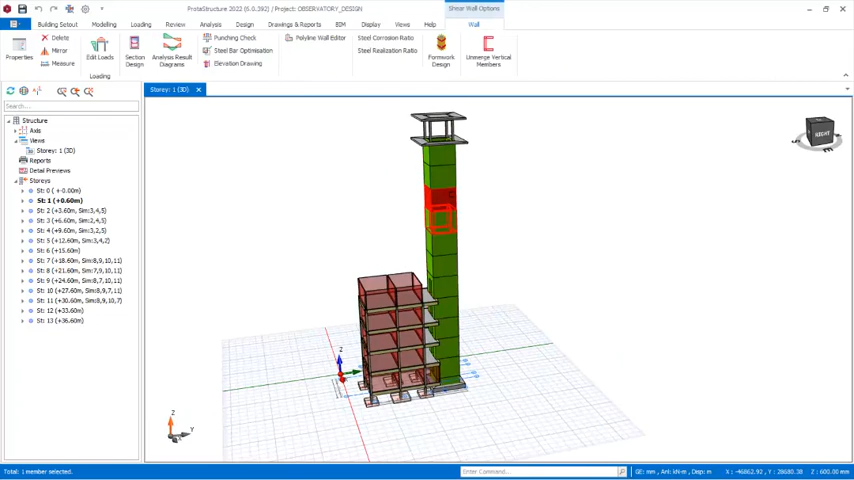 ProtaStructure 2022 (6.0.392) / Project: OBSERVATORY_DESIGN
Shear Wall Options
Building Setout Modelling Loading Review Analysis Design Drawings & Reports BIM Display Views Help Wall
Properties
Delete
Mirror
Measure
Edit Loads
Loading
Section Design
Analysis Result Diagrams
Punching Check
Steel Bar Optimisation
Elevation Drawing
Polyline Wall Editor
Steel Corrosion Ratio
Steel Realization Ratio
Formwork Design
Unmerge Vertical Members
Search...
Storey: 1 (3D)
Structure
Axis
Views
Storey: 1 (3D)
Reports
Detail Previews
Storeys
St: 0 ( +-0.00m)
St: 1 (+0.60m)
St: 2 (+3.60m, Sim:3,4,5)
St: 3 (+6.60m, Sim:2,4,5)
St: 4 (+9.60m, Sim:3,2,5)
St: 5 (+12.60m, Sim:3,4,2)
St: 6 (+15.60m)
St: 7 (+18.60m, Sim:8,9,10,11)
St: 8 (+21.60m, Sim:7,9,10,11)
St: 9 (+24.60m, Sim:8,7,10,11)
St: 10 (+27.60m, Sim:8,9,7,11)
St: 11 (+30.60m, Sim:8,9,10,7)
St: 12 (+33.60m)
St: 13 (+36.60m)
RIGHT
Z
Z
Y
Total: 1 member selected.
Enter Command...
GE: mm , Anl: kN-m , Disp: m
X : -46862.92 , Y : 28680.38
Z : 600.00 mm